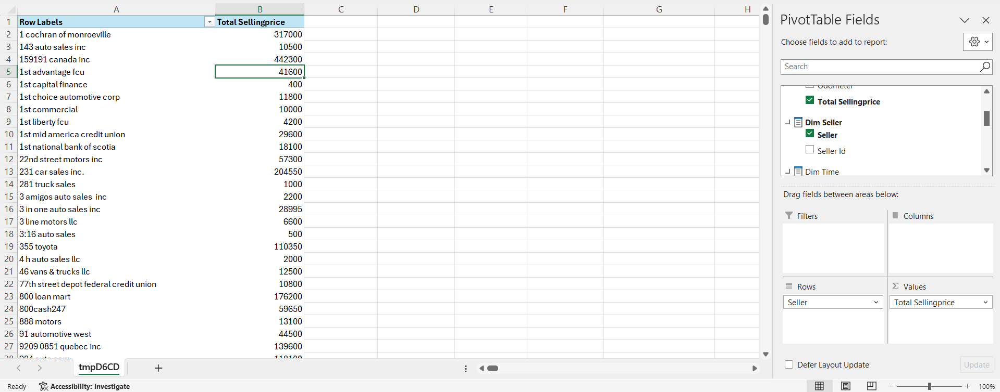 A B C D E F G H
1 Row Labels Total Sellingprice
2 1 cochran of monroeville 317000
3 143 auto sales inc 10500
4 159191 canada inc 442300
5 1st advantage fcu 41600
6 1st capital finance 400
7 1st choice automotive corp 11800
8 1st commercial 10000
9 1st liberty fcu 4200
10 1st mid america credit union 29600
11 1st national bank of scotia 18100
12 22nd street motors inc 57300
13 231 car sales inc. 204550
14 281 truck sales 1000
15 3 amigos auto sales  inc 2200
16 3 in one auto sales inc 28995
17 3 line motors llc 6600
18 3:16 auto sales 500
19 355 toyota 110350
20 4 h auto sales llc 2000
21 46 vans & trucks llc 12500
22 77th street depot federal credit union 10800
23 800 loan mart 176200
24 800cash247 59650
25 888 motors 13100
26 91 automotive west 44500
27 9209 0851 quebec inc 139600
28 924 auto corp 118100
tmpD6CD
Ready
Accessibility: Investigate
100%
PivotTable Fields
Choose fields to add to report:
Search
Odometer
Total Sellingprice
Dim Seller
Seller
Seller Id
Dim Time
Drag fields between areas below:
Filters
Columns
Rows
Values
Seller
Total Sellingprice
Defer Layout Update
Update